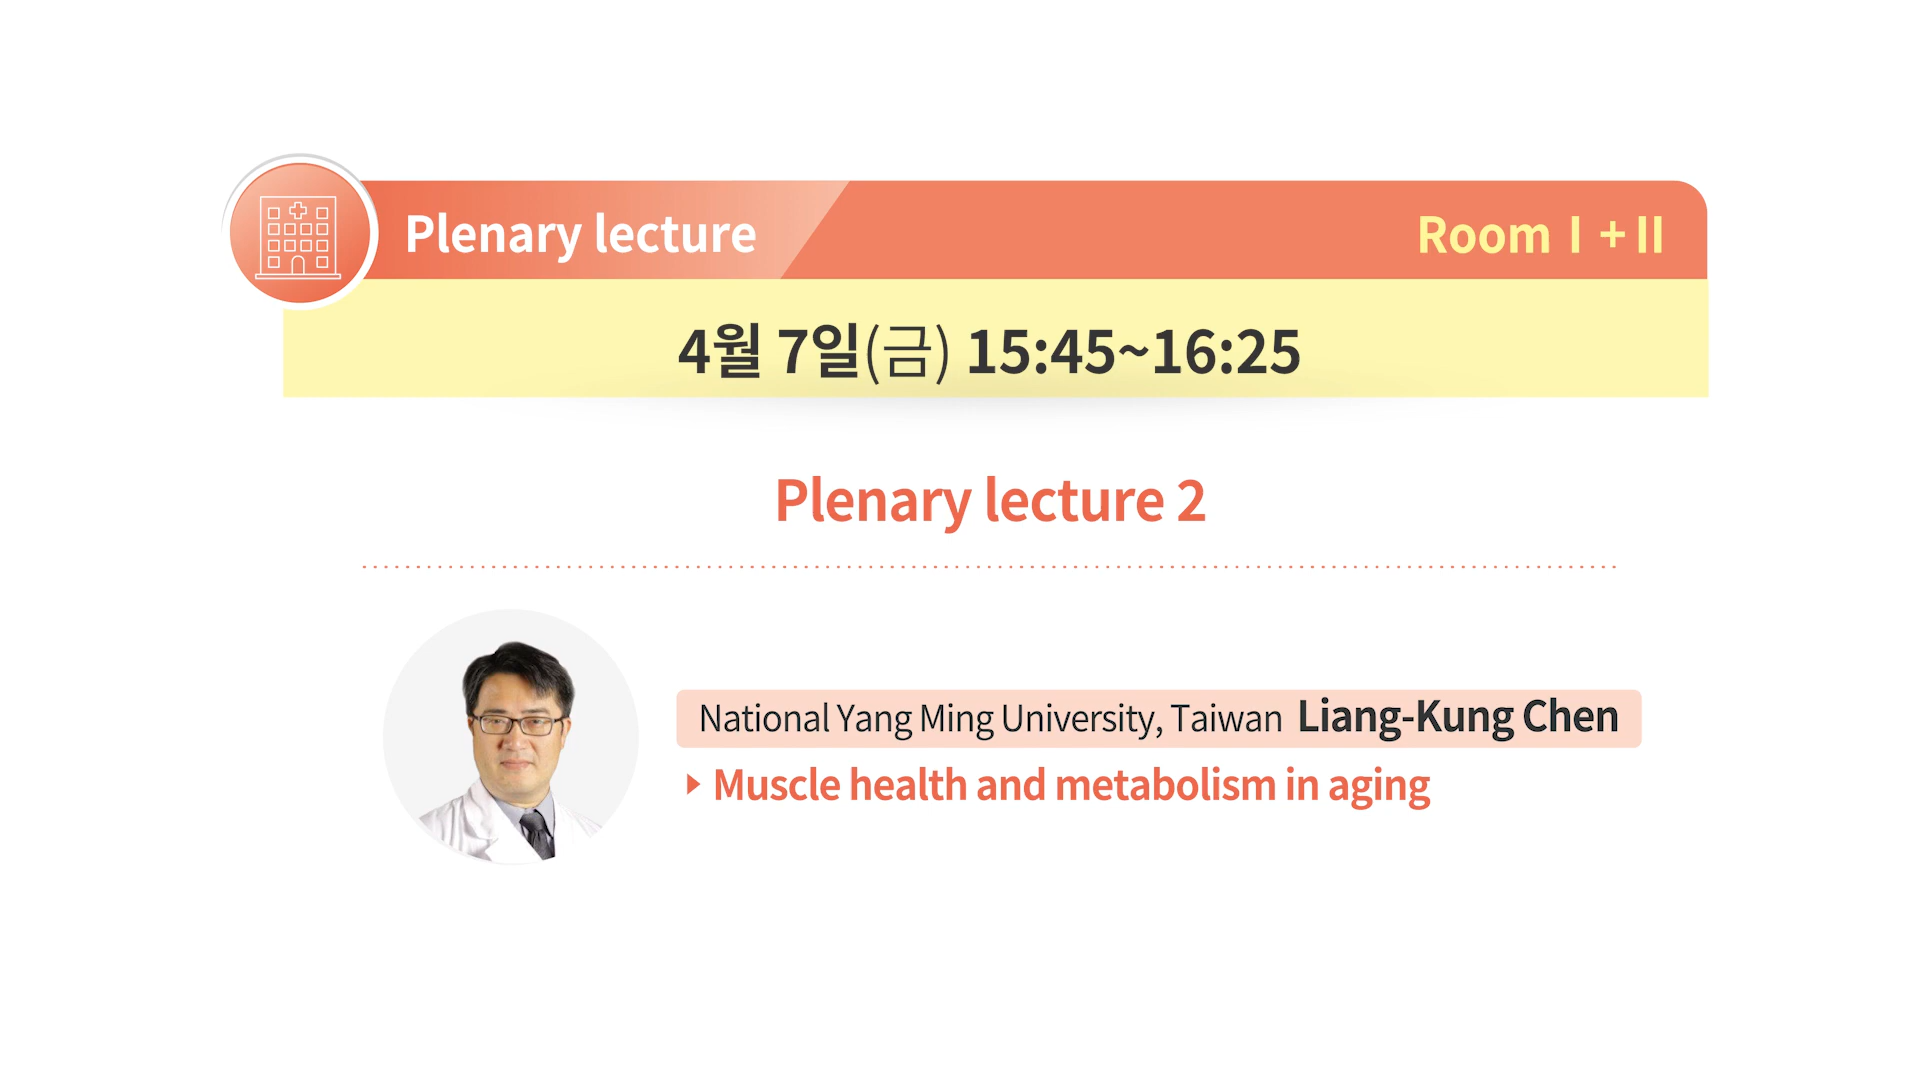 Plenary lecture
Room Ⅰ + II
4월 7일(금) 15:45~16:25
Plenary lecture 2
National Yang Ming University, Taiwan Liang-Kung Chen
▸ Muscle health and metabolism in aging